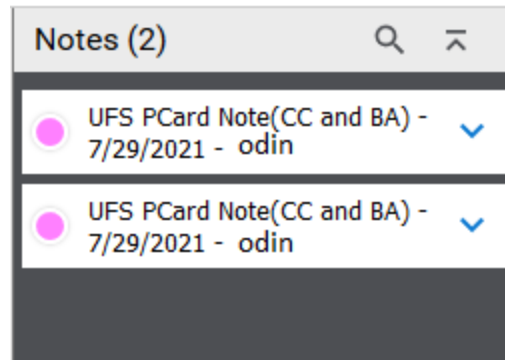 Notes (2)
UFS PCard Note(CC and BA) -
7/29/2021 - odin
UFS PCard Note(CC and BA) -
7/29/2021 - odin